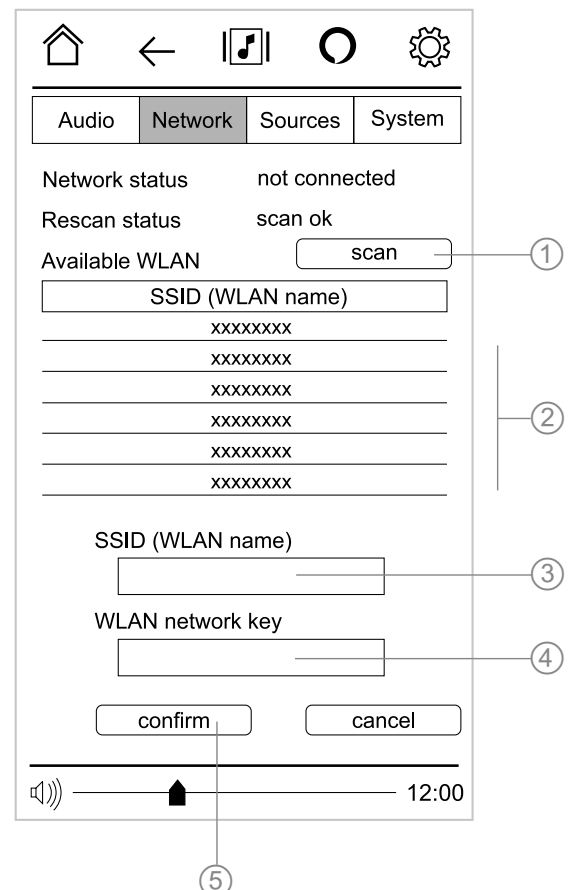 Audio Network Sources System
Network status not connected
Rescan status scan ok
Available WLAN scan
1
SSID (WLAN name)
xxxxxxxx
xxxxxxxx
xxxxxxxx
xxxxxxxx
2
xxxxxxxx
xxxxxxxx
SSID (WLAN name)
3
WLAN network key
4
confirm cancel
12:00
5